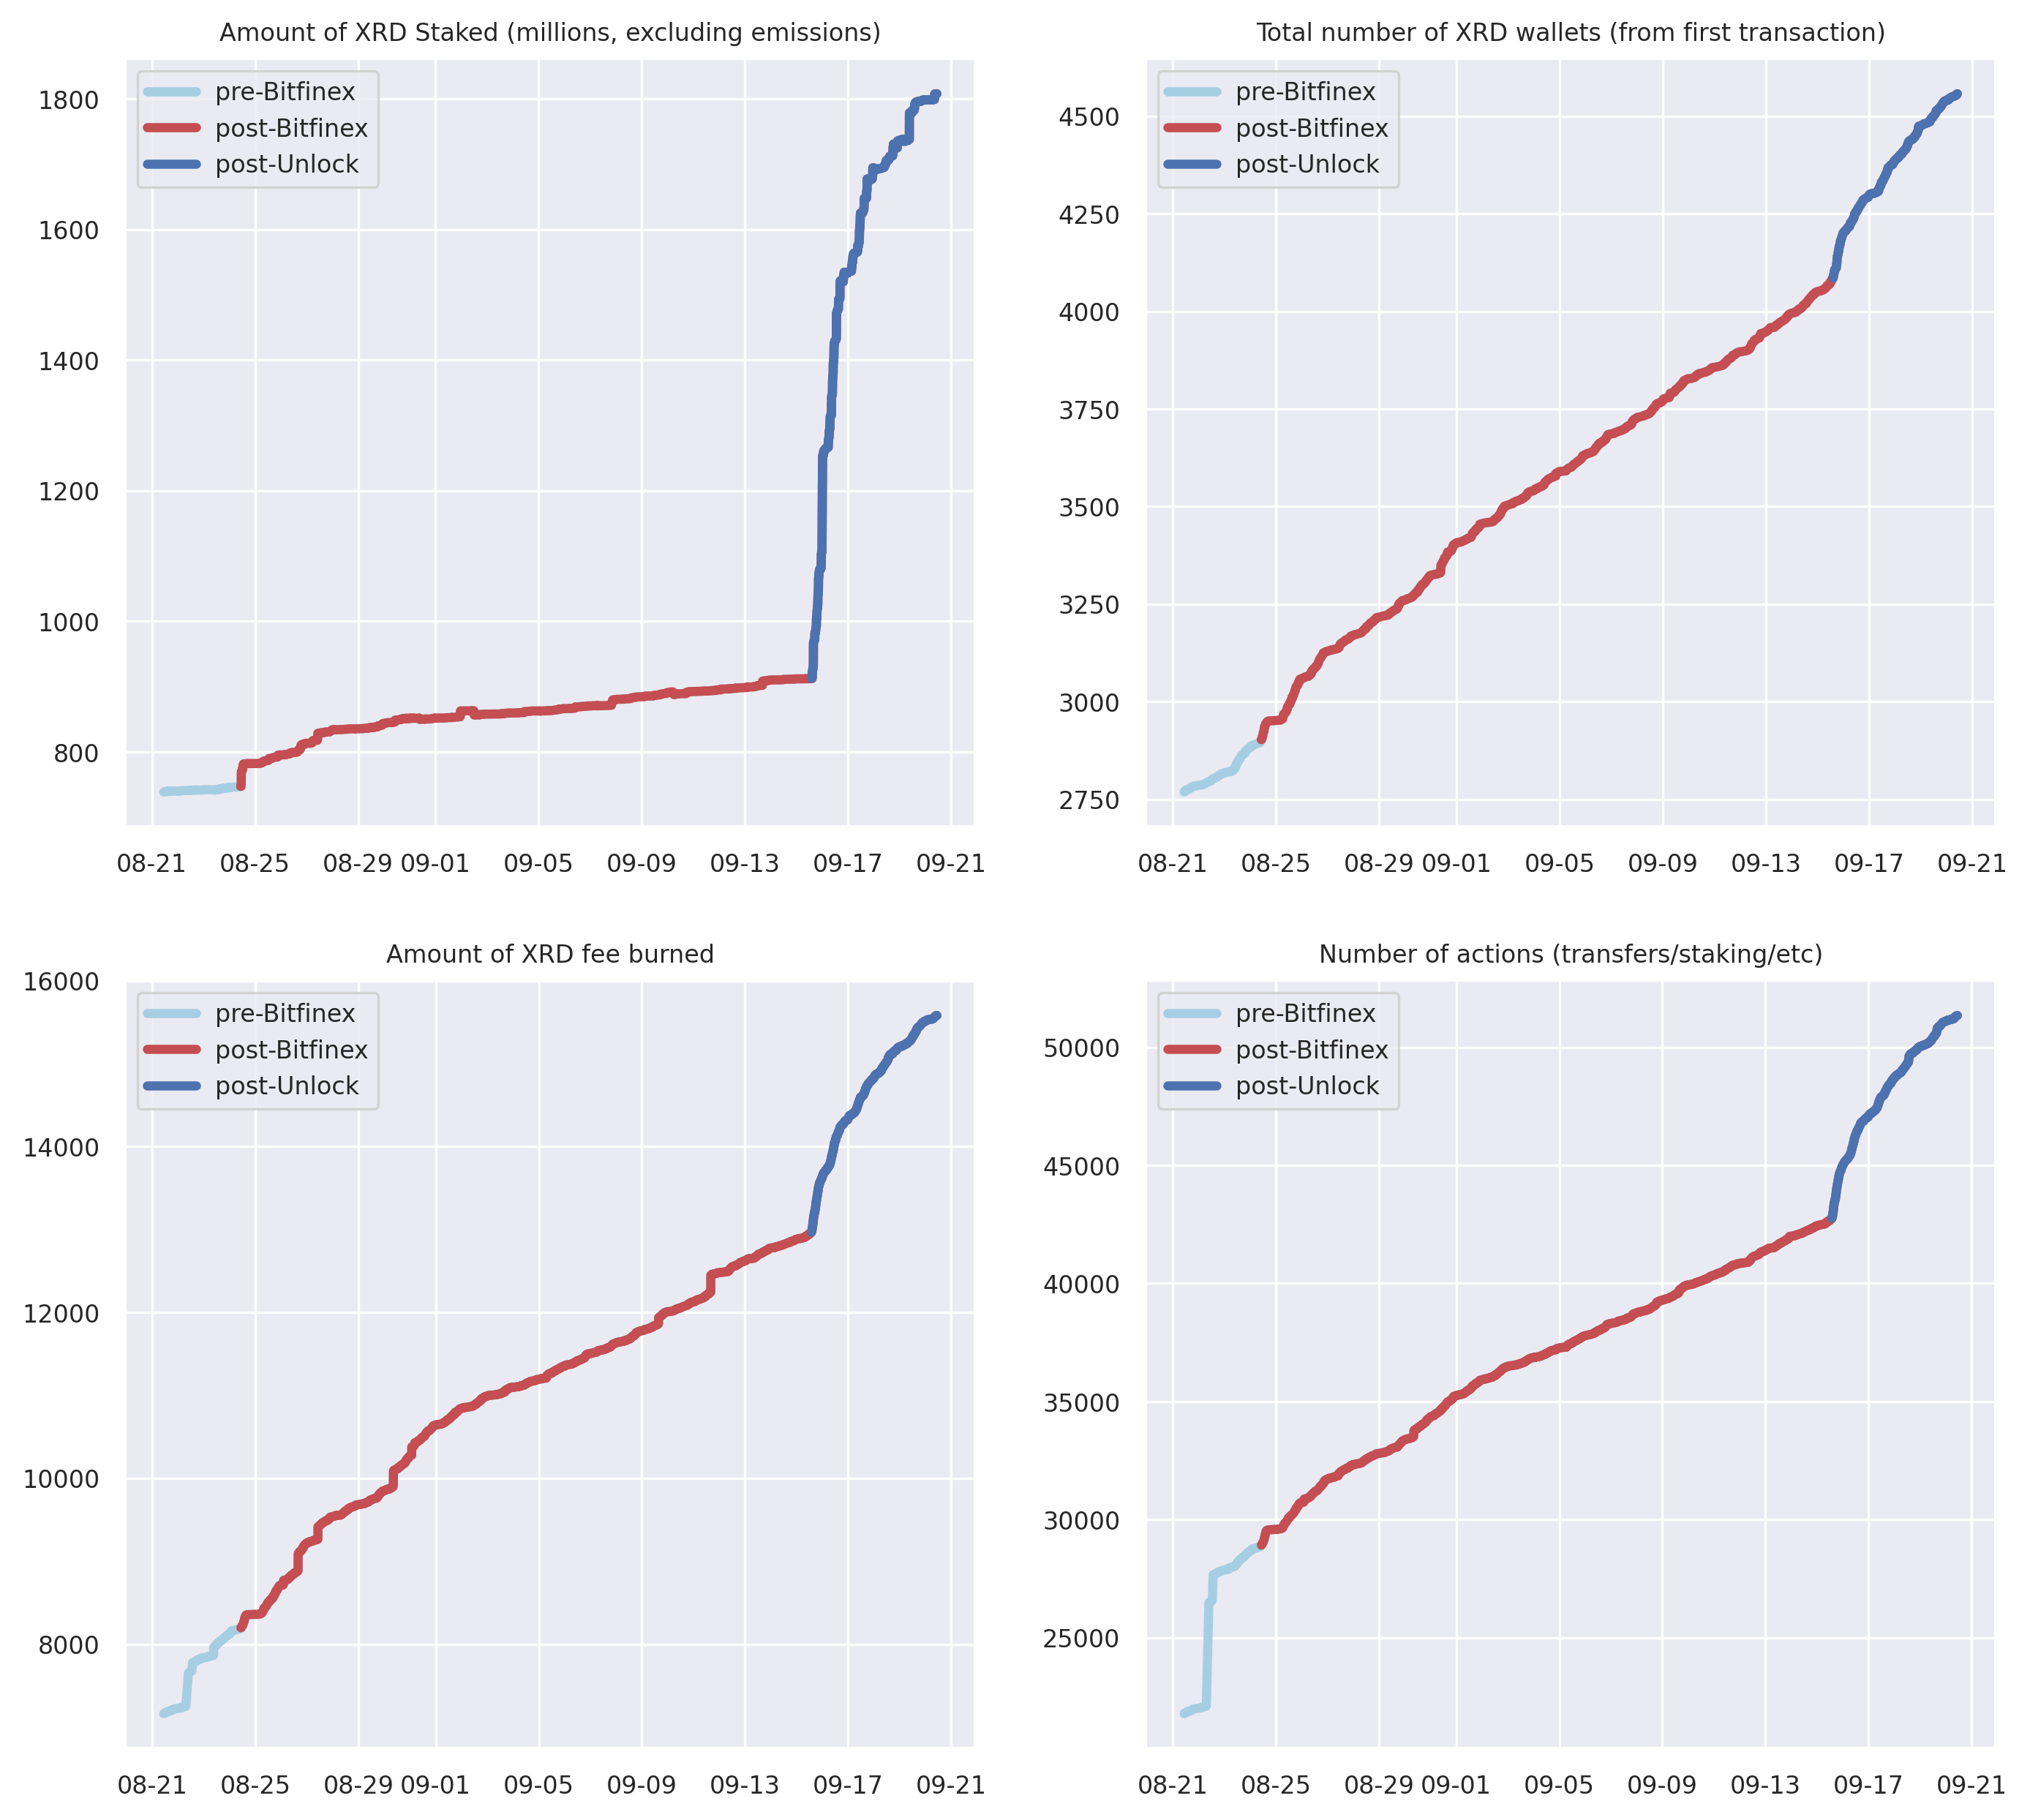 Amount of XRD Staked (millions, excluding emissions)
pre-Bitfinex
post-Bitfinex
post-Unlock
1800
1600
1400
1200
1000
800
08-21 08-25 08-29 09-01 09-05 09-09 09-13 09-17 09-21
Total number of XRD wallets (from first transaction)
pre-Bitfinex
post-Bitfinex
post-Unlock
4500
4250
4000
3750
3500
3250
3000
2750
08-21 08-25 08-29 09-01 09-05 09-09 09-13 09-17 09-21
Amount of XRD fee burned
pre-Bitfinex
post-Bitfinex
post-Unlock
16000
14000
12000
10000
8000
08-21 08-25 08-29 09-01 09-05 09-09 09-13 09-17 09-21
Number of actions (transfers/staking/etc)
pre-Bitfinex
post-Bitfinex
post-Unlock
50000
45000
40000
35000
30000
25000
08-21 08-25 08-29 09-01 09-05 09-09 09-13 09-17 09-21